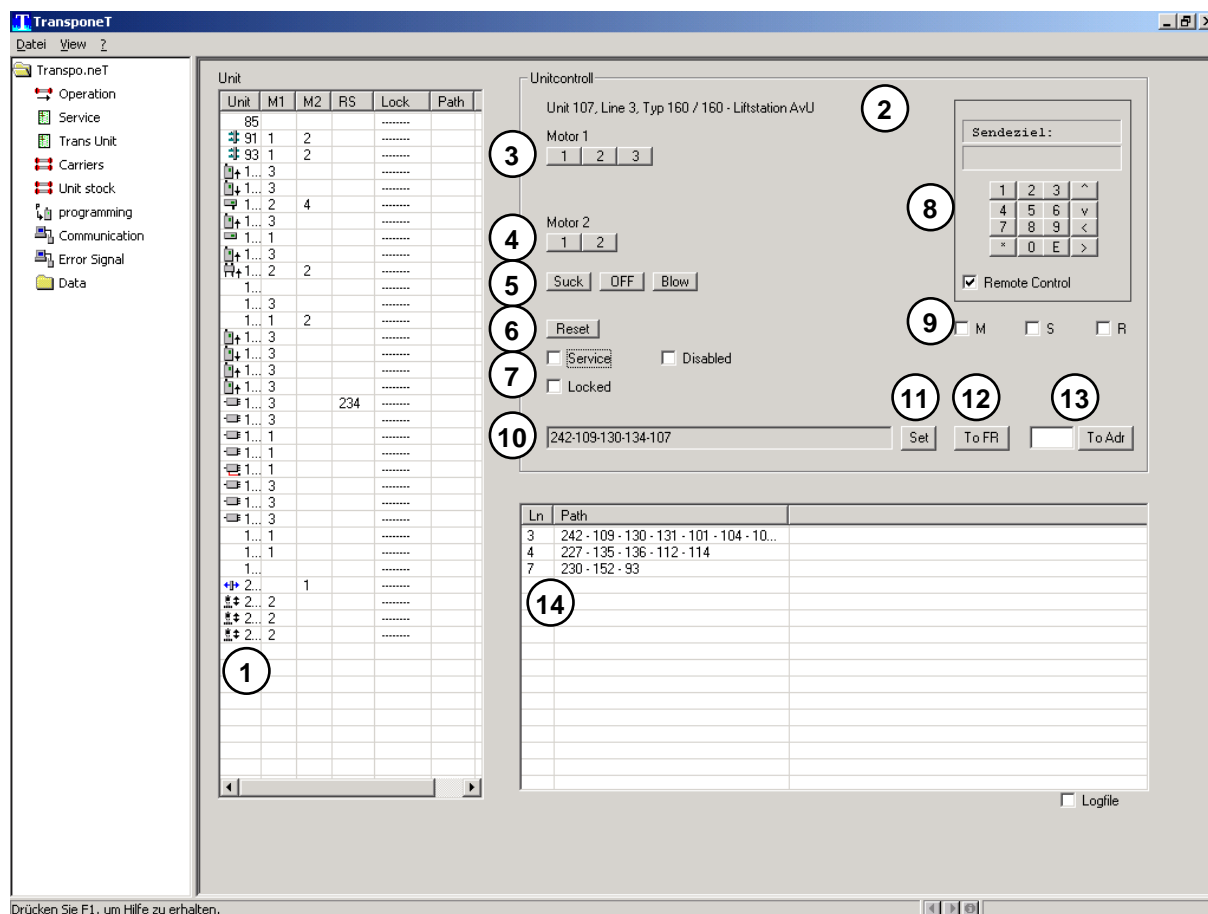 TransponeT
Datei View ?
Transpo.neT
Operation
Service
Trans Unit
Carriers
Unit stock
programming
Communication
Error Signal
Data
Unit
Unit M1 M2 RS Lock Path
85 --------
91 1 2 --------
93 1 2 --------
1... 3 --------
1... 3 --------
1... 2 4 --------
1... 3 --------
1... 1 --------
1... 3 --------
1... 2 2 --------
1... --------
1... 3 --------
1... 1 2 --------
1... 3 --------
1... 3 --------
1... 3 --------
1... 3 --------
1... 3 234 --------
1... 3 --------
1... 1 --------
1... 1 --------
1... 1 --------
1... 3 --------
1... 3 --------
1... 3 --------
1... 1 --------
1... 1 --------
1... --------
2... 1 --------
2... 2 --------
2... 2 --------
2... 2 --------
1
Unitcontroll
Unit 107, Line 3, Typ 160 / 160 - Liftstation AvU
2
Motor 1
3
1 2 3
Motor 2
4
1 2
5
Suck OFF Blow
6
Reset
7
Service Disabled
Locked
8
Sendeziel:
1 2 3 ^
4 5 6 v
7 8 9 <
* 0 E >
Remote Control
9
M S R
10
242-109-130-134-107
11
Set
12
To FR
13
To Adr
Ln Path
3 242 - 109 - 130 - 131 - 101 - 104 - 10...
4 227 - 135 - 136 - 112 - 114
7 230 - 152 - 93
14
Logfile
Drücken Sie F1, um Hilfe zu erhalten.